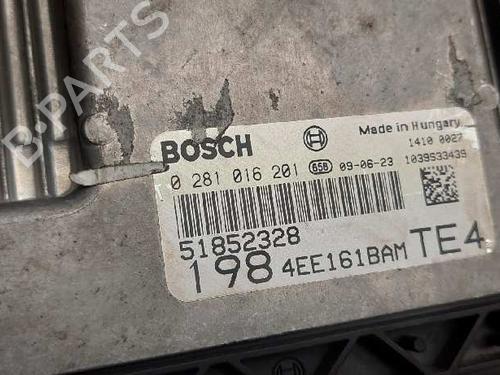 B-PARTS
BOSCH
Made in Hungary
1410 0027
0 281 016 201 658 09-06-23 1039533439
51852328
198 4EE161BAM TE4